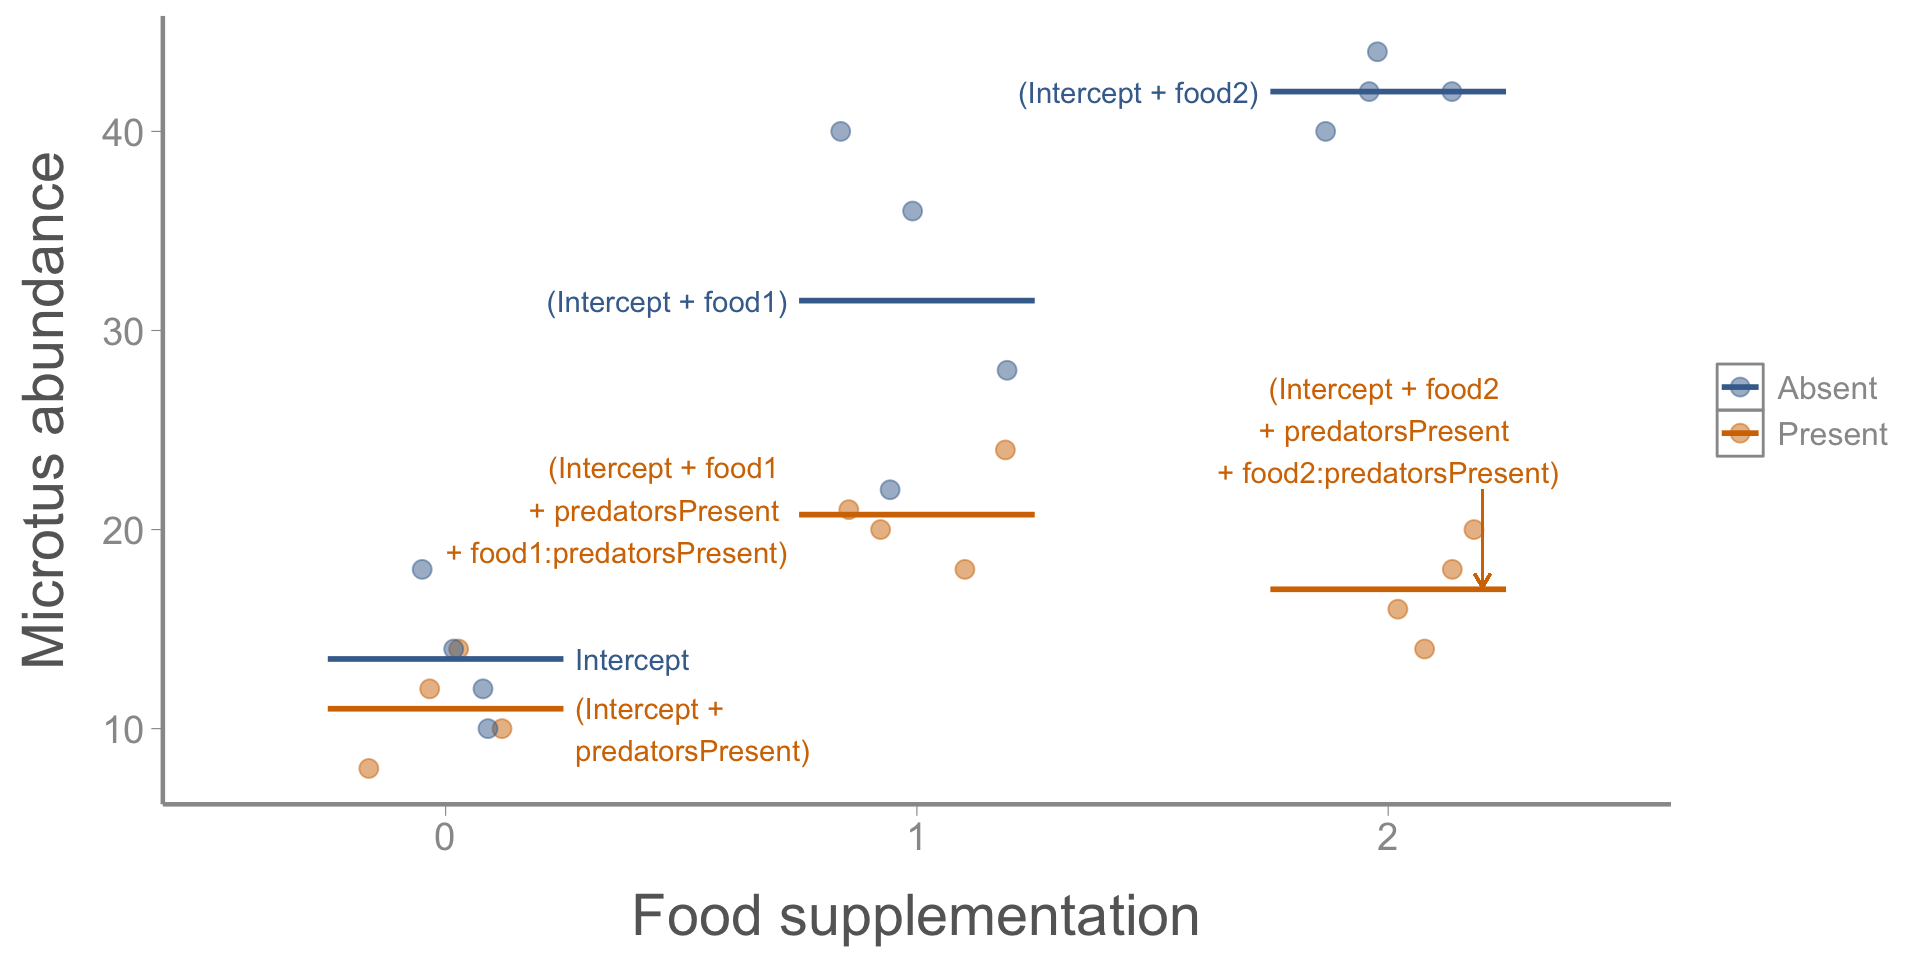 Microtus abundance
40
30
20
10
(Intercept + food2)
(Intercept + food1)
(Intercept + food2
+ predatorsPresent
+ food2:predatorsPresent)
(Intercept + food1
+ predatorsPresent
+ food1:predatorsPresent)
Intercept
(Intercept +
predatorsPresent)
0
1
2
Food supplementation
Absent
Present